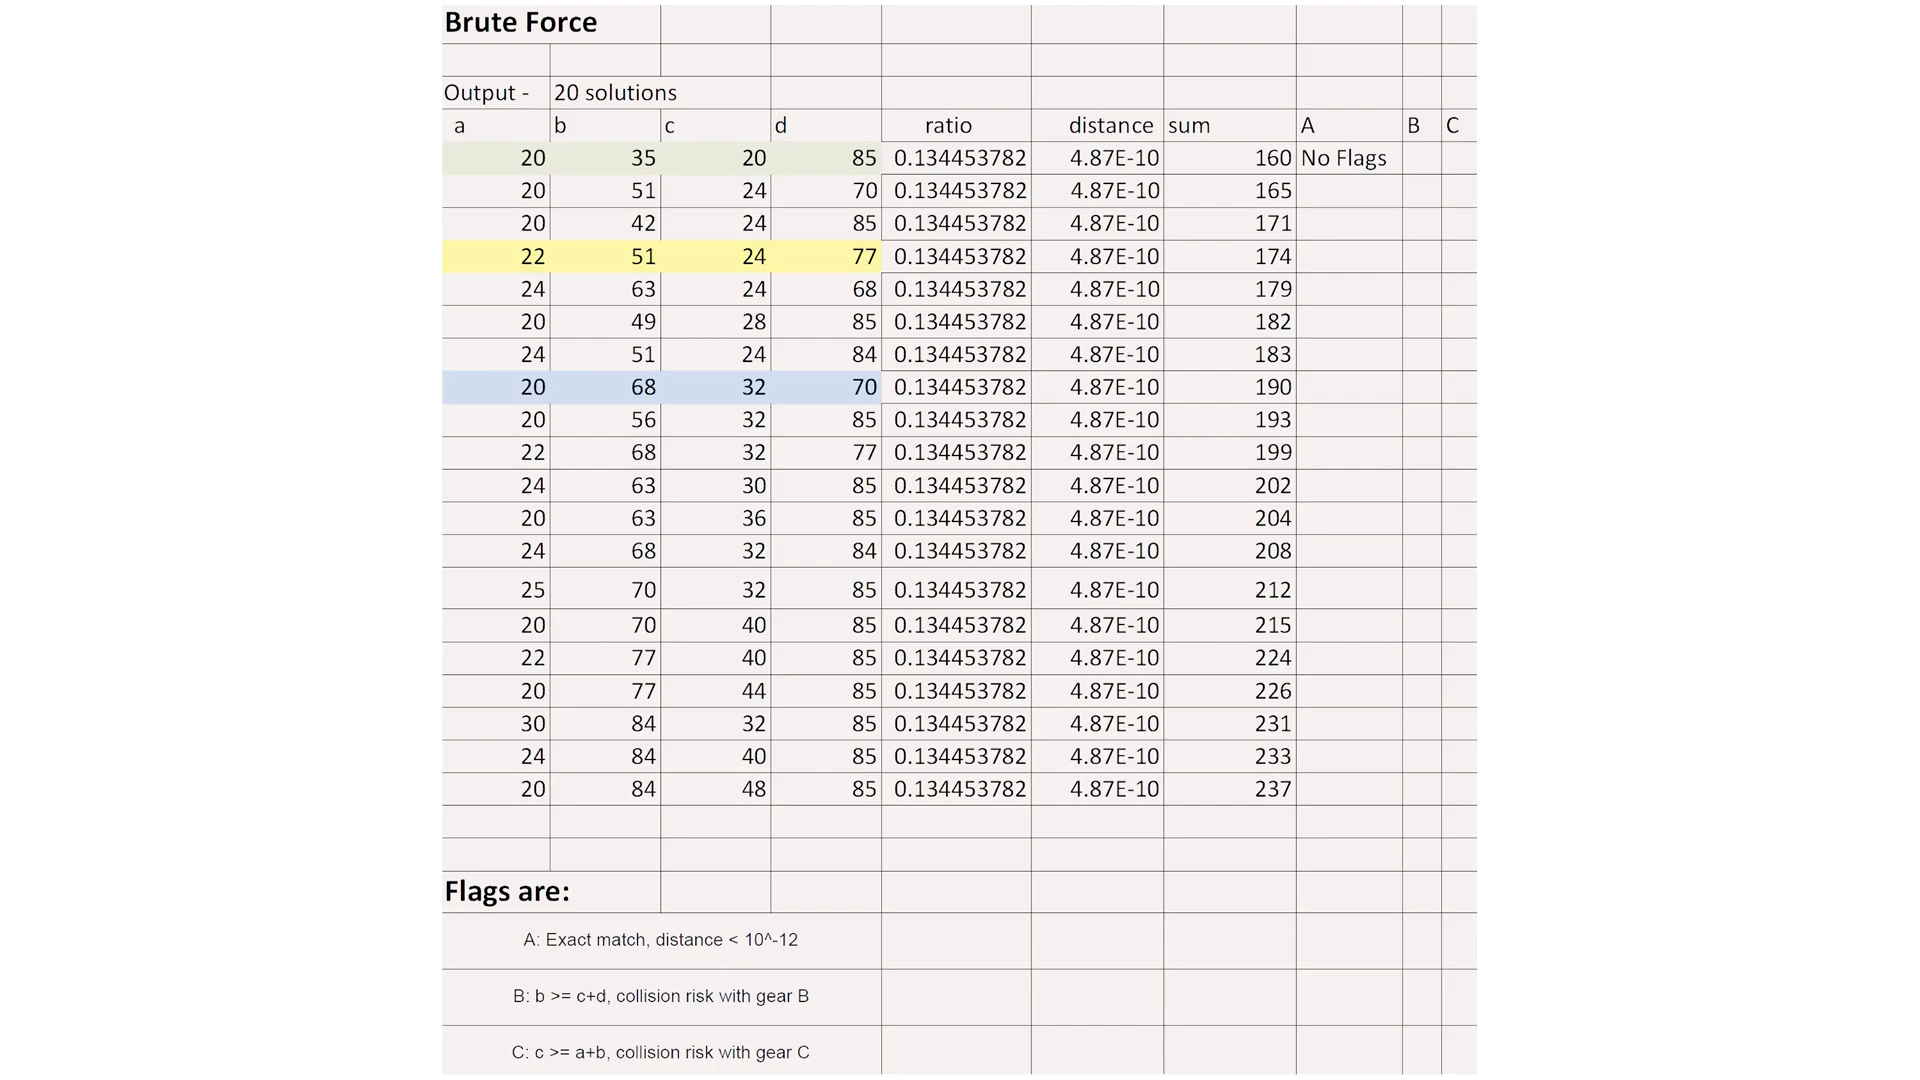 Brute Force
Output - 20 solutions
a b c d ratio distance sum A B C
20 35 20 85 0.134453782 4.87E-10 160 No Flags
20 51 24 70 0.134453782 4.87E-10 165
20 42 24 85 0.134453782 4.87E-10 171
22 51 24 77 0.134453782 4.87E-10 174
24 63 24 68 0.134453782 4.87E-10 179
20 49 28 85 0.134453782 4.87E-10 182
24 51 24 84 0.134453782 4.87E-10 183
20 68 32 70 0.134453782 4.87E-10 190
20 56 32 85 0.134453782 4.87E-10 193
22 68 32 77 0.134453782 4.87E-10 199
24 63 30 85 0.134453782 4.87E-10 202
20 63 36 85 0.134453782 4.87E-10 204
24 68 32 84 0.134453782 4.87E-10 208
25 70 32 85 0.134453782 4.87E-10 212
20 70 40 85 0.134453782 4.87E-10 215
22 77 40 85 0.134453782 4.87E-10 224
20 77 44 85 0.134453782 4.87E-10 226
30 84 32 85 0.134453782 4.87E-10 231
24 84 40 85 0.134453782 4.87E-10 233
20 84 48 85 0.134453782 4.87E-10 237
Flags are:
A: Exact match, distance < 10^-12
B: b >= c+d, collision risk with gear B
C: c >= a+b, collision risk with gear C